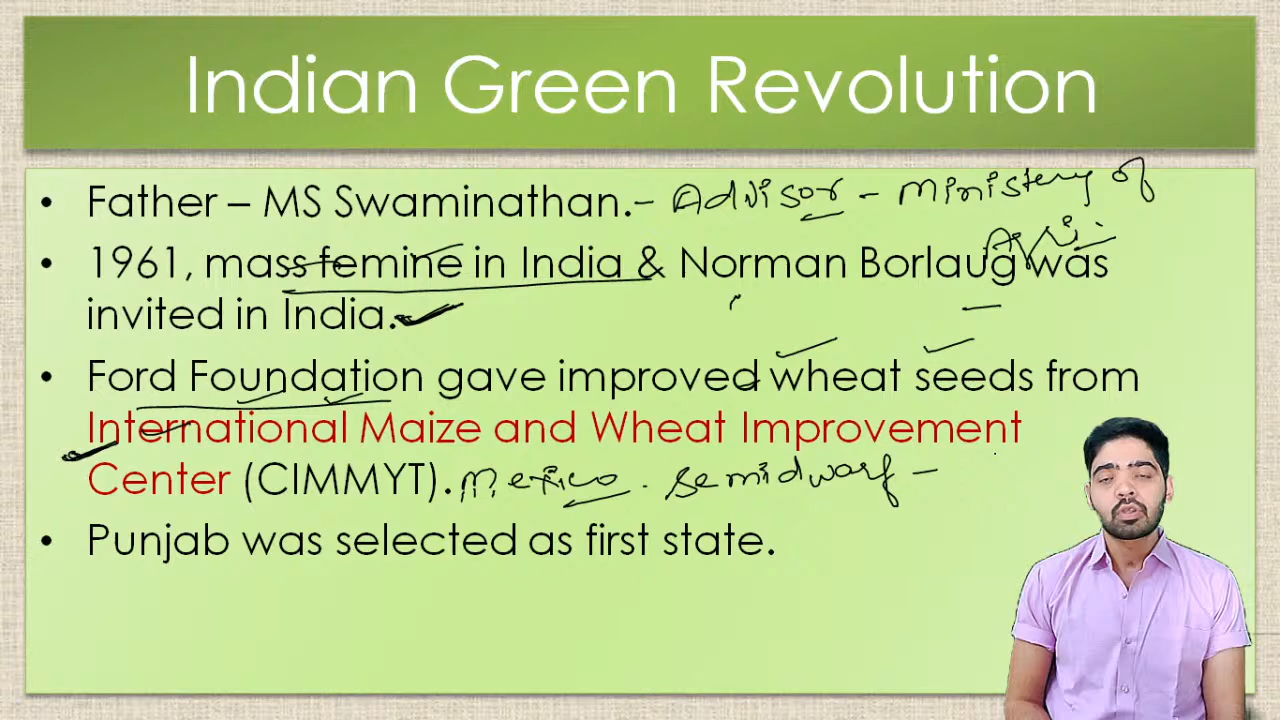 Indian Green Revolution
• Father – MS Swaminathan. - Advisor - Ministery of
Agri.
• 1961, mass femine in India & Norman Borlaug was
invited in India.
• Ford Foundation gave improved wheat seeds from
International Maize and Wheat Improvement
Center (CIMMYT). Mexico. Semidwarf -
• Punjab was selected as first state.